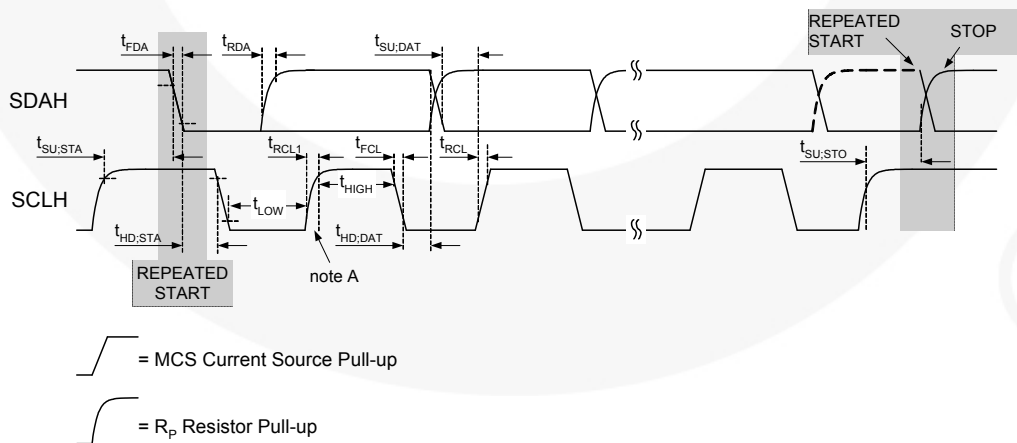 REPEATED
START
STOP
tFDA
tRDA
tSU;DAT
SDAH
tSU;STA
tRCL1
tFCL
tRCL
tSU;STO
tHIGH
SCLH
tLOW
tHD;STA
tHD;DAT
REPEATED
START
note A
= MCS Current Source Pull-up
= RP Resistor Pull-up